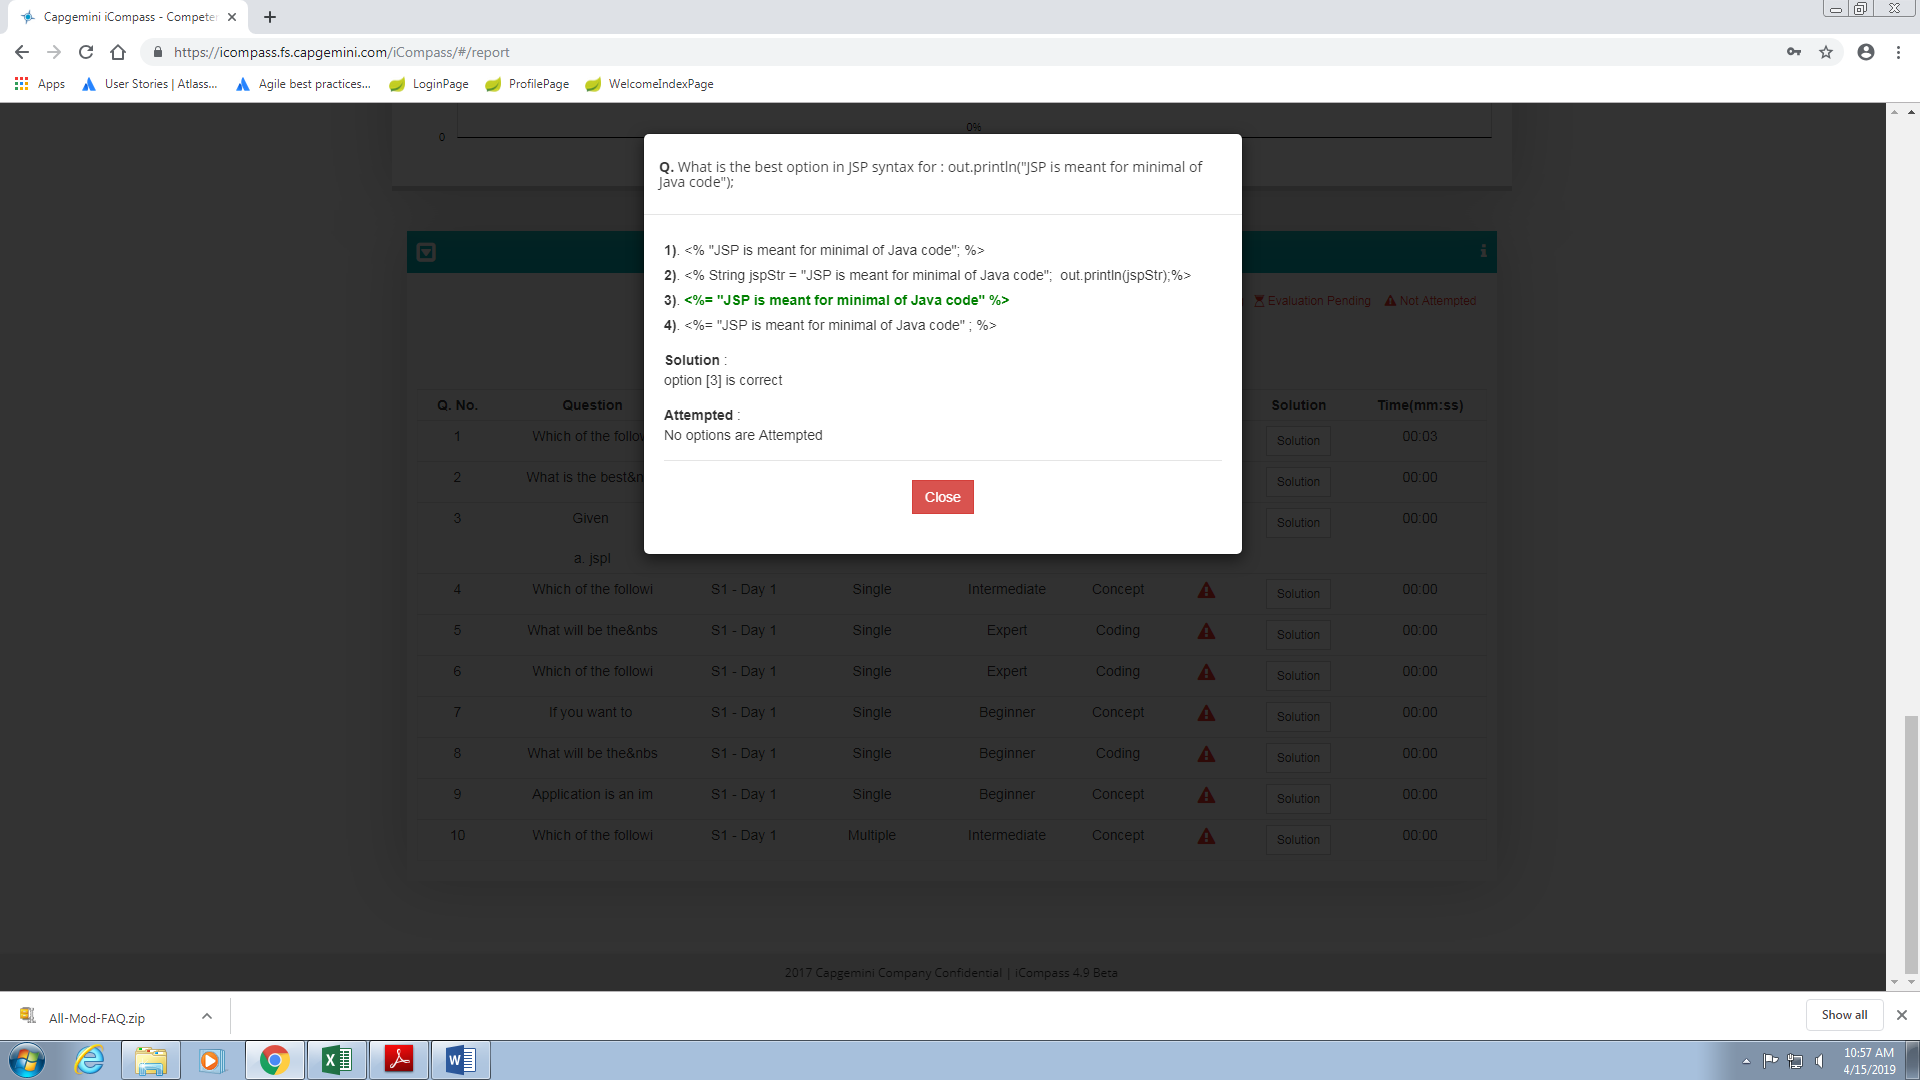 Capgemini iCompass - Competen
https://icompass.fs.capgemini.com/iCompass/#/report
Apps
User Stories | Atlass...
Agile best practices...
LoginPage
ProfilePage
WelcomeIndexPage
0
0%
Q. What is the best option in JSP syntax for : out.println("JSP is meant for minimal of
Java code");
1). <% "JSP is meant for minimal of Java code"; %>
2). <% String jspStr = "JSP is meant for minimal of Java code";  out.println(jspStr);%>
3). <%= "JSP is meant for minimal of Java code" %>
4). <%= "JSP is meant for minimal of Java code" ; %>
Solution :
option [3] is correct
Attempted :
No options are Attempted
Close
Evaluation Pending Not Attempted
Q. No. Question Solution Time(mm:ss)
1 Which of the follow Solution 00:03
2 What is the best&n Solution 00:00
3 Given Solution 00:00
a. jspI
4 Which of the followi S1 - Day 1 Single Intermediate Concept Solution 00:00
5 What will be the&nbs S1 - Day 1 Single Expert Coding Solution 00:00
6 Which of the followi S1 - Day 1 Single Expert Coding Solution 00:00
7 If you want to S1 - Day 1 Single Beginner Concept Solution 00:00
8 What will be the&nbs S1 - Day 1 Single Beginner Coding Solution 00:00
9 Application is an im S1 - Day 1 Single Beginner Concept Solution 00:00
10 Which of the followi S1 - Day 1 Multiple Intermediate Concept Solution 00:00
2017 Capgemini Company Confidential | iCompass 4.9 Beta
All-Mod-FAQ.zip
Show all
10:57 AM
4/15/2019